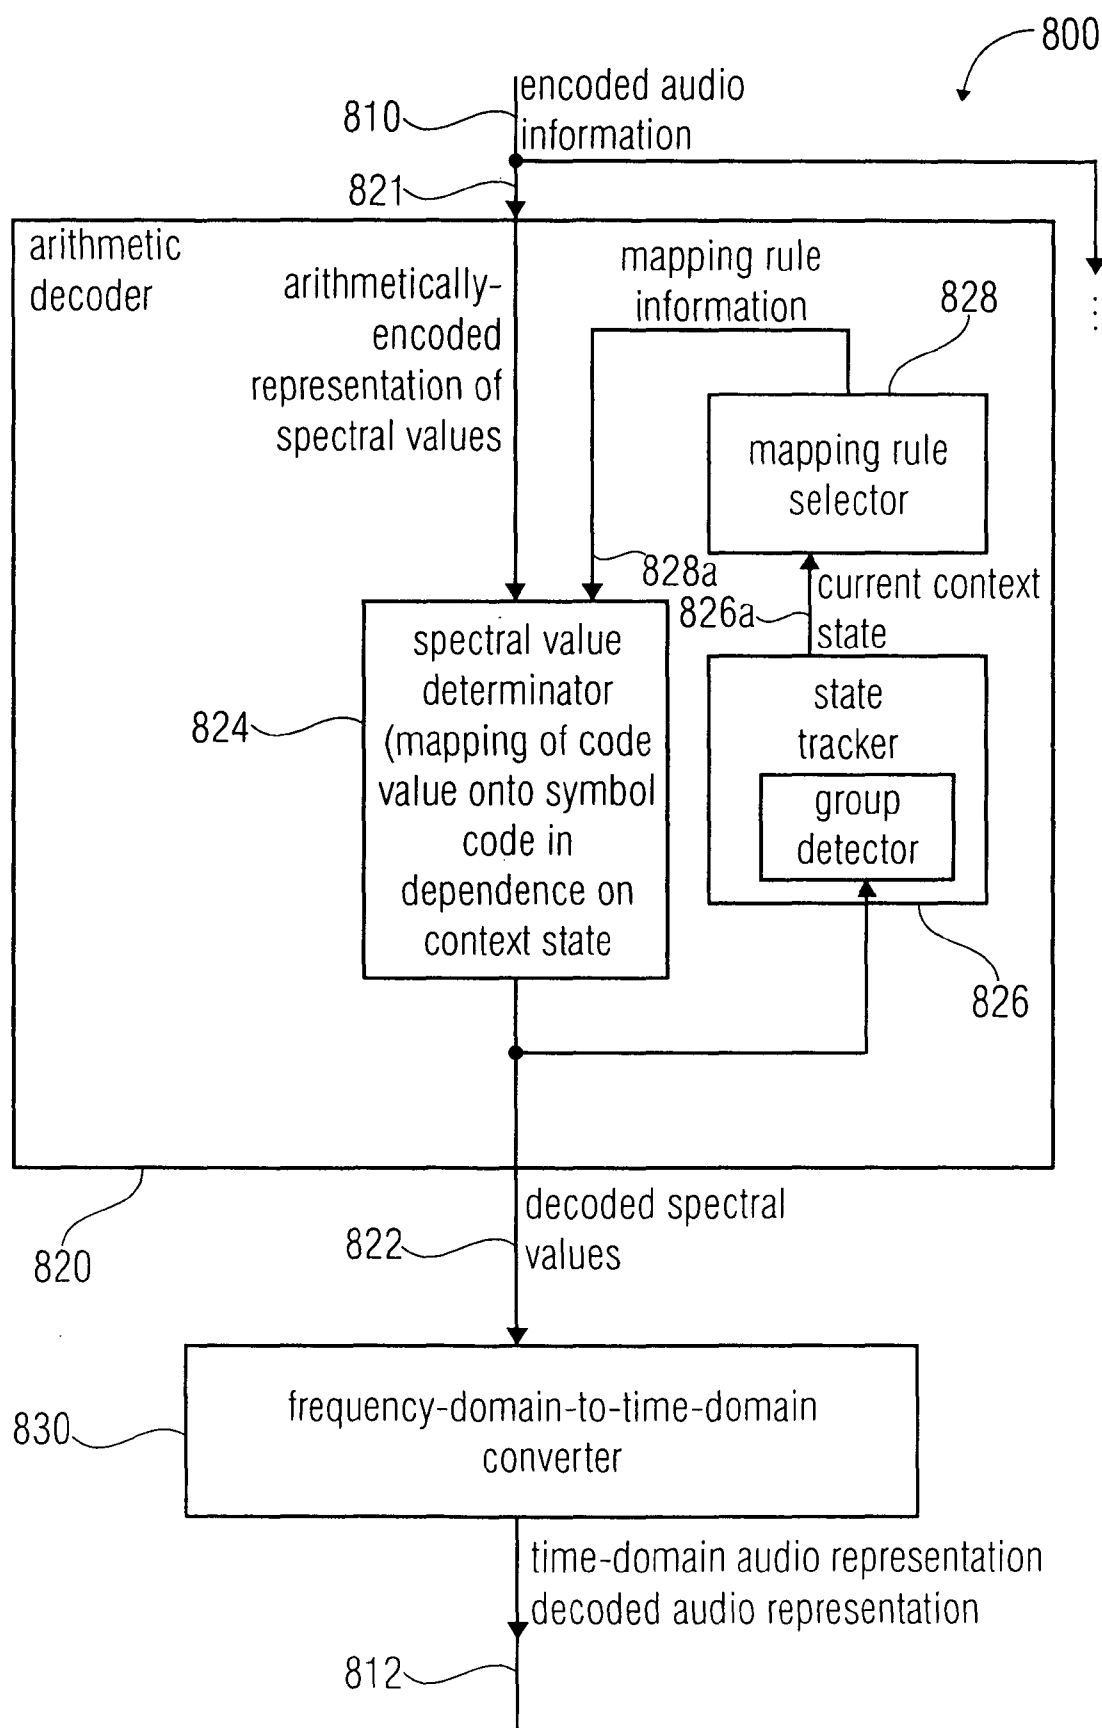 800
encoded audio
information
810
821
arithmetic
decoder
arithmetically-
encoded
representation of
spectral values
mapping rule
information
828
mapping rule
selector
828a
826a
current context
state
spectral value
determinator
(mapping of code
value onto symbol
code in
dependence on
context state
824
state
tracker
group
detector
826
820
decoded spectral
values
822
frequency-domain-to-time-domain
converter
830
time-domain audio representation
decoded audio representation
812